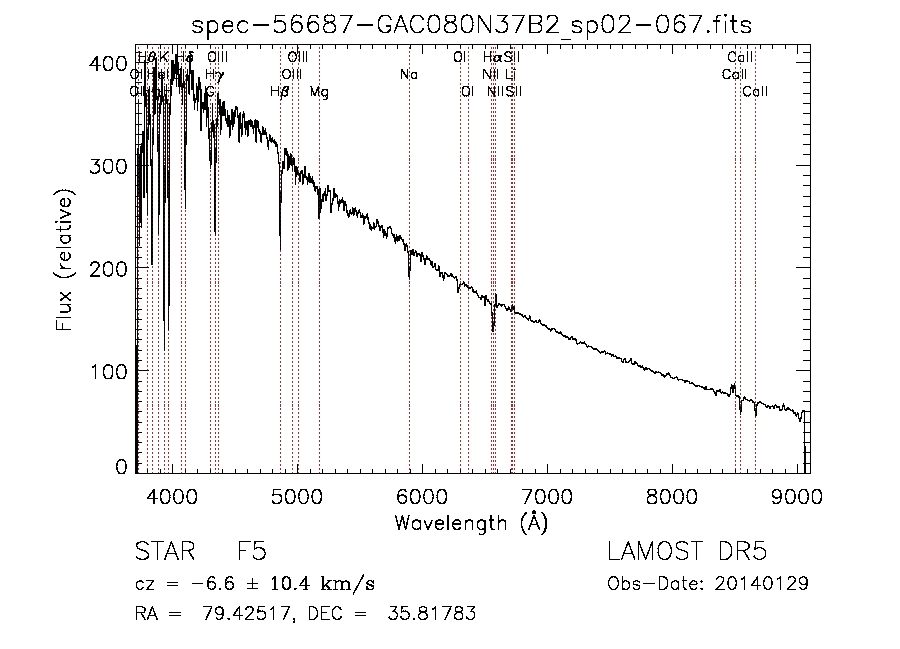 spec-56687-GAC080N37B2_sp02-067.fits
Hθ K Hδ OIII OIII OI Hα SII CaII
Hγ OIII Na NII Li CaII
G Hβ Mg OI NII SII CaII
400
300
200
100
0
Flux (relative)
4000 5000 6000 7000 8000 9000
Wavelength (Å)
STAR F5 LAMOST DR5
cz = -6.6 ± 10.4 km/s Obs-Date: 20140129
RA = 79.42517, DEC = 35.81783